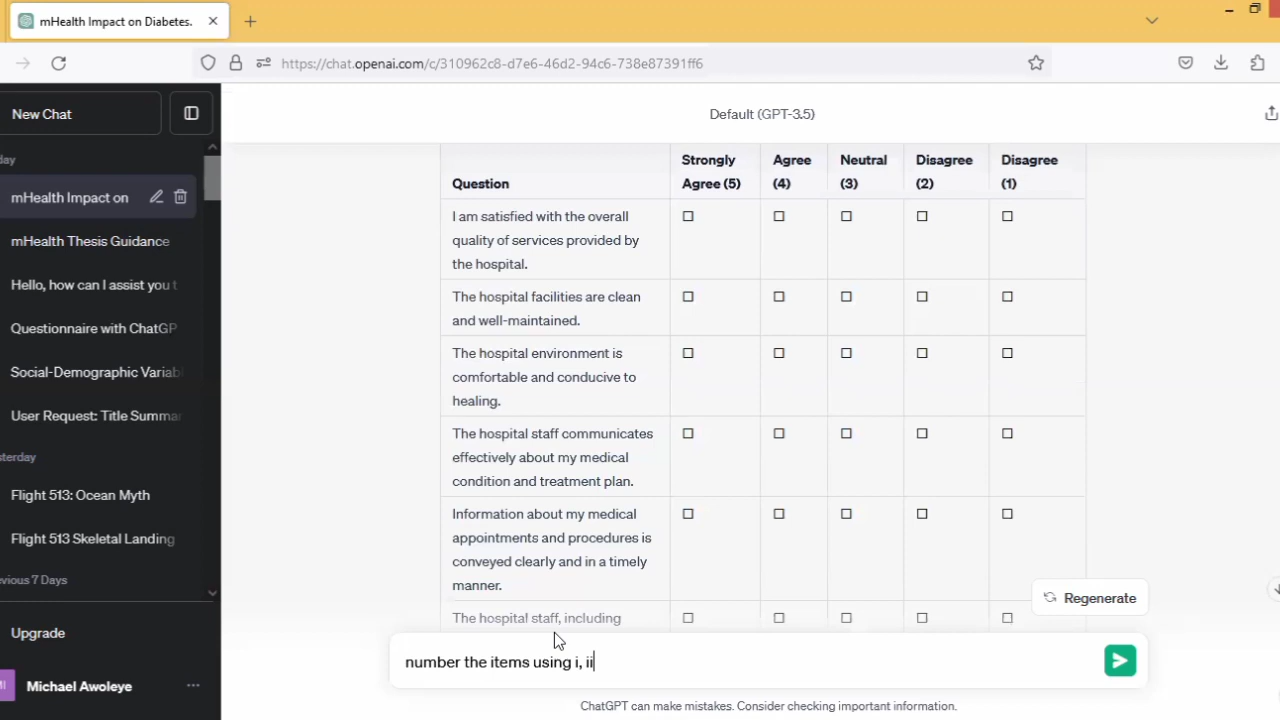 mHealth Impact on Diabetes.
https://chat.openai.com/c/310962c8-d7e6-46d2-94c6-738e87391ff6
New Chat
day
mHealth Impact on
mHealth Thesis Guidance
Hello, how can I assist you t
Questionnaire with ChatGP
Social-Demographic Variab
User Request: Title Summar
sterday
Flight 513: Ocean Myth
Flight 513 Skeletal Landing
evious 7 Days
Upgrade
MI
Michael Awoleye
Default (GPT-3.5)
Question
Strongly
Agree (5)
Agree
(4)
Neutral
(3)
Disagree
(2)
Disagree
(1)
I am satisfied with the overall
quality of services provided by
the hospital.
The hospital facilities are clean
and well-maintained.
The hospital environment is
comfortable and conducive to
healing.
The hospital staff communicates
effectively about my medical
condition and treatment plan.
Information about my medical
appointments and procedures is
conveyed clearly and in a timely
manner.
The hospital staff, including
Regenerate
number the items using i, ii
ChatGPT can make mistakes. Consider checking important information.